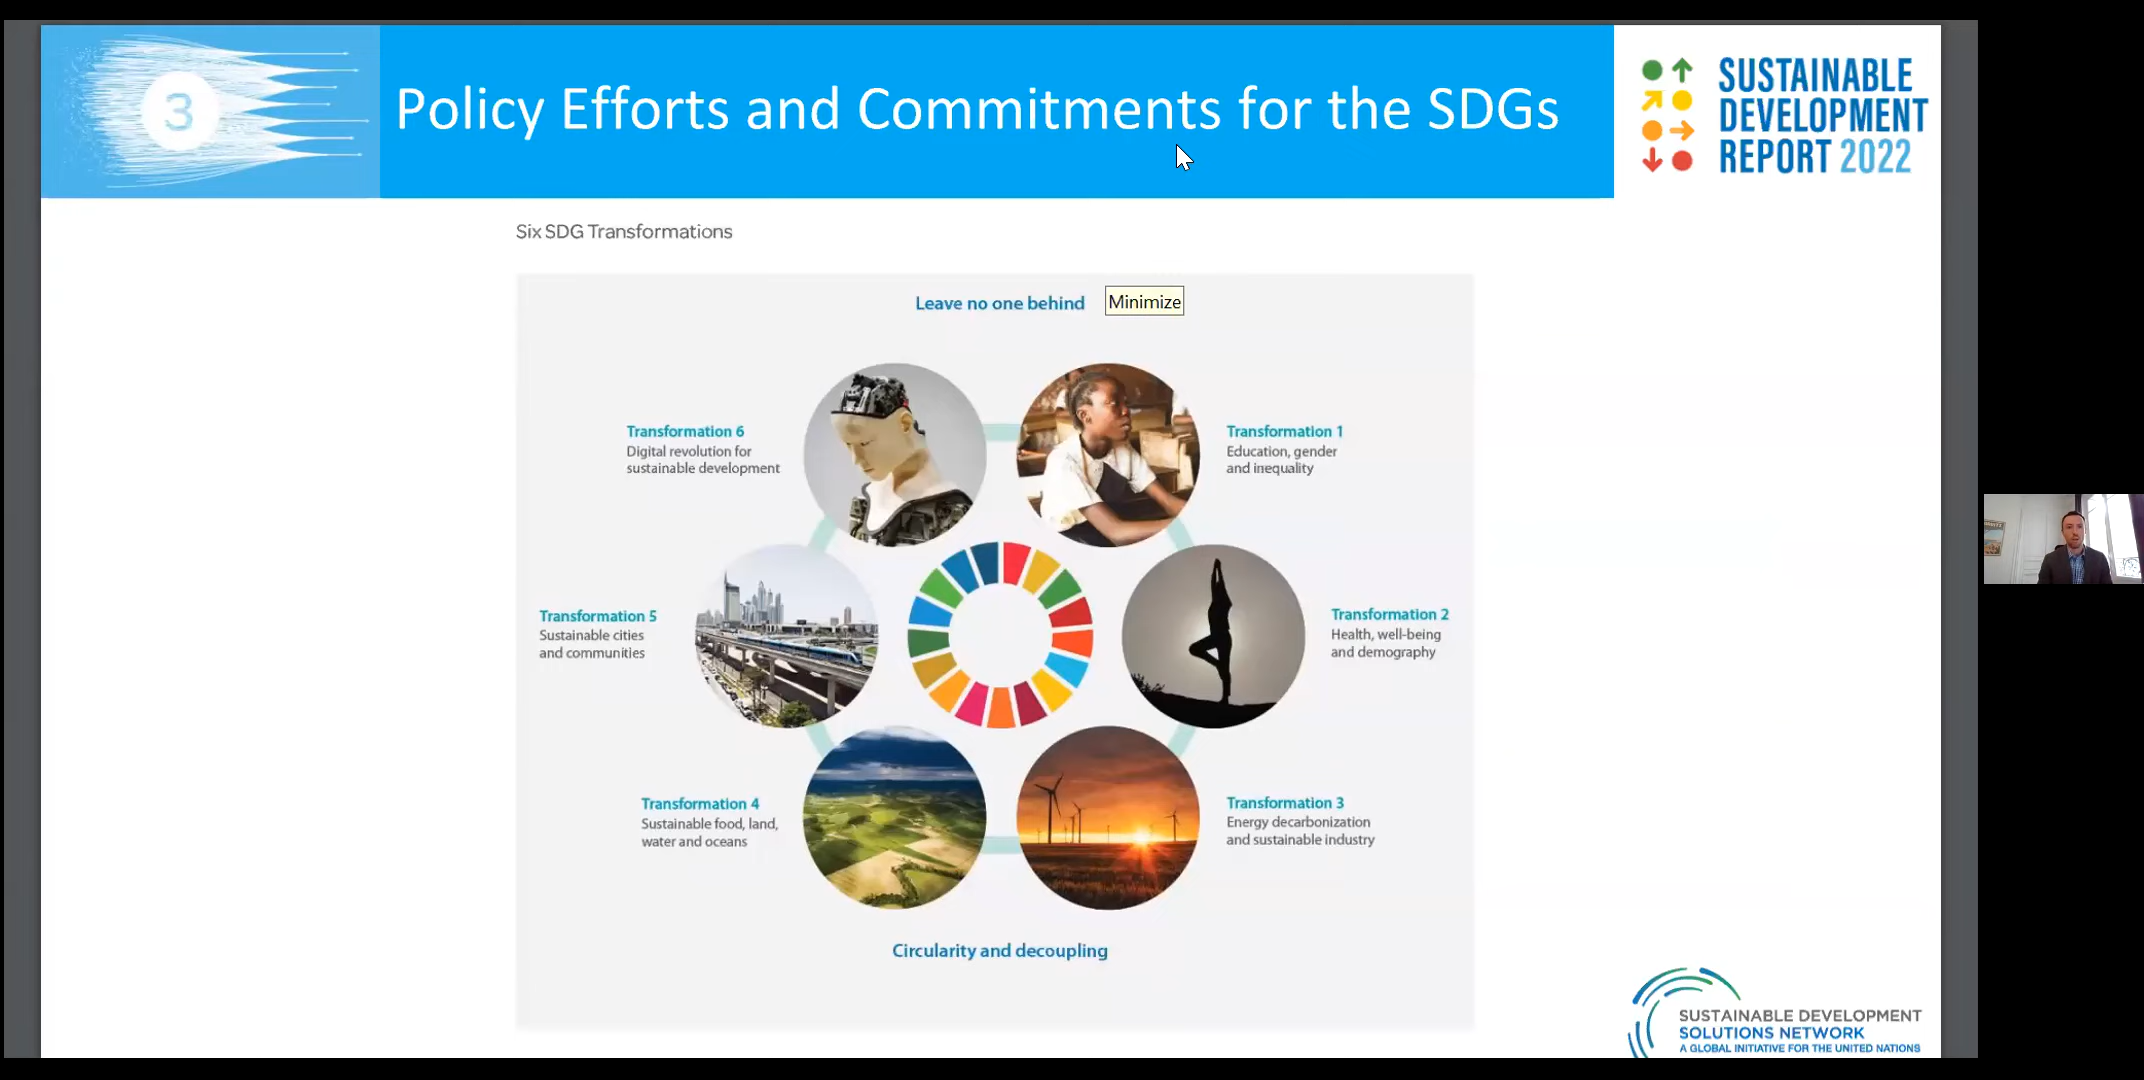 3
Policy Efforts and Commitments for the SDGs
SUSTAINABLE
DEVELOPMENT
REPORT 2022
Six SDG Transformations
Leave no one behind
Minimize
Transformation 6
Digital revolution for
sustainable development
Transformation 1
Education, gender
and inequality
Transformation 5
Sustainable cities
and communities
Transformation 2
Health, well-being
and demography
Transformation 4
Sustainable food, land,
water and oceans
Transformation 3
Energy decarbonization
and sustainable industry
Circularity and decoupling
SUSTAINABLE DEVELOPMENT
SOLUTIONS NETWORK
A GLOBAL INITIATIVE FOR THE UNITED NATIONS